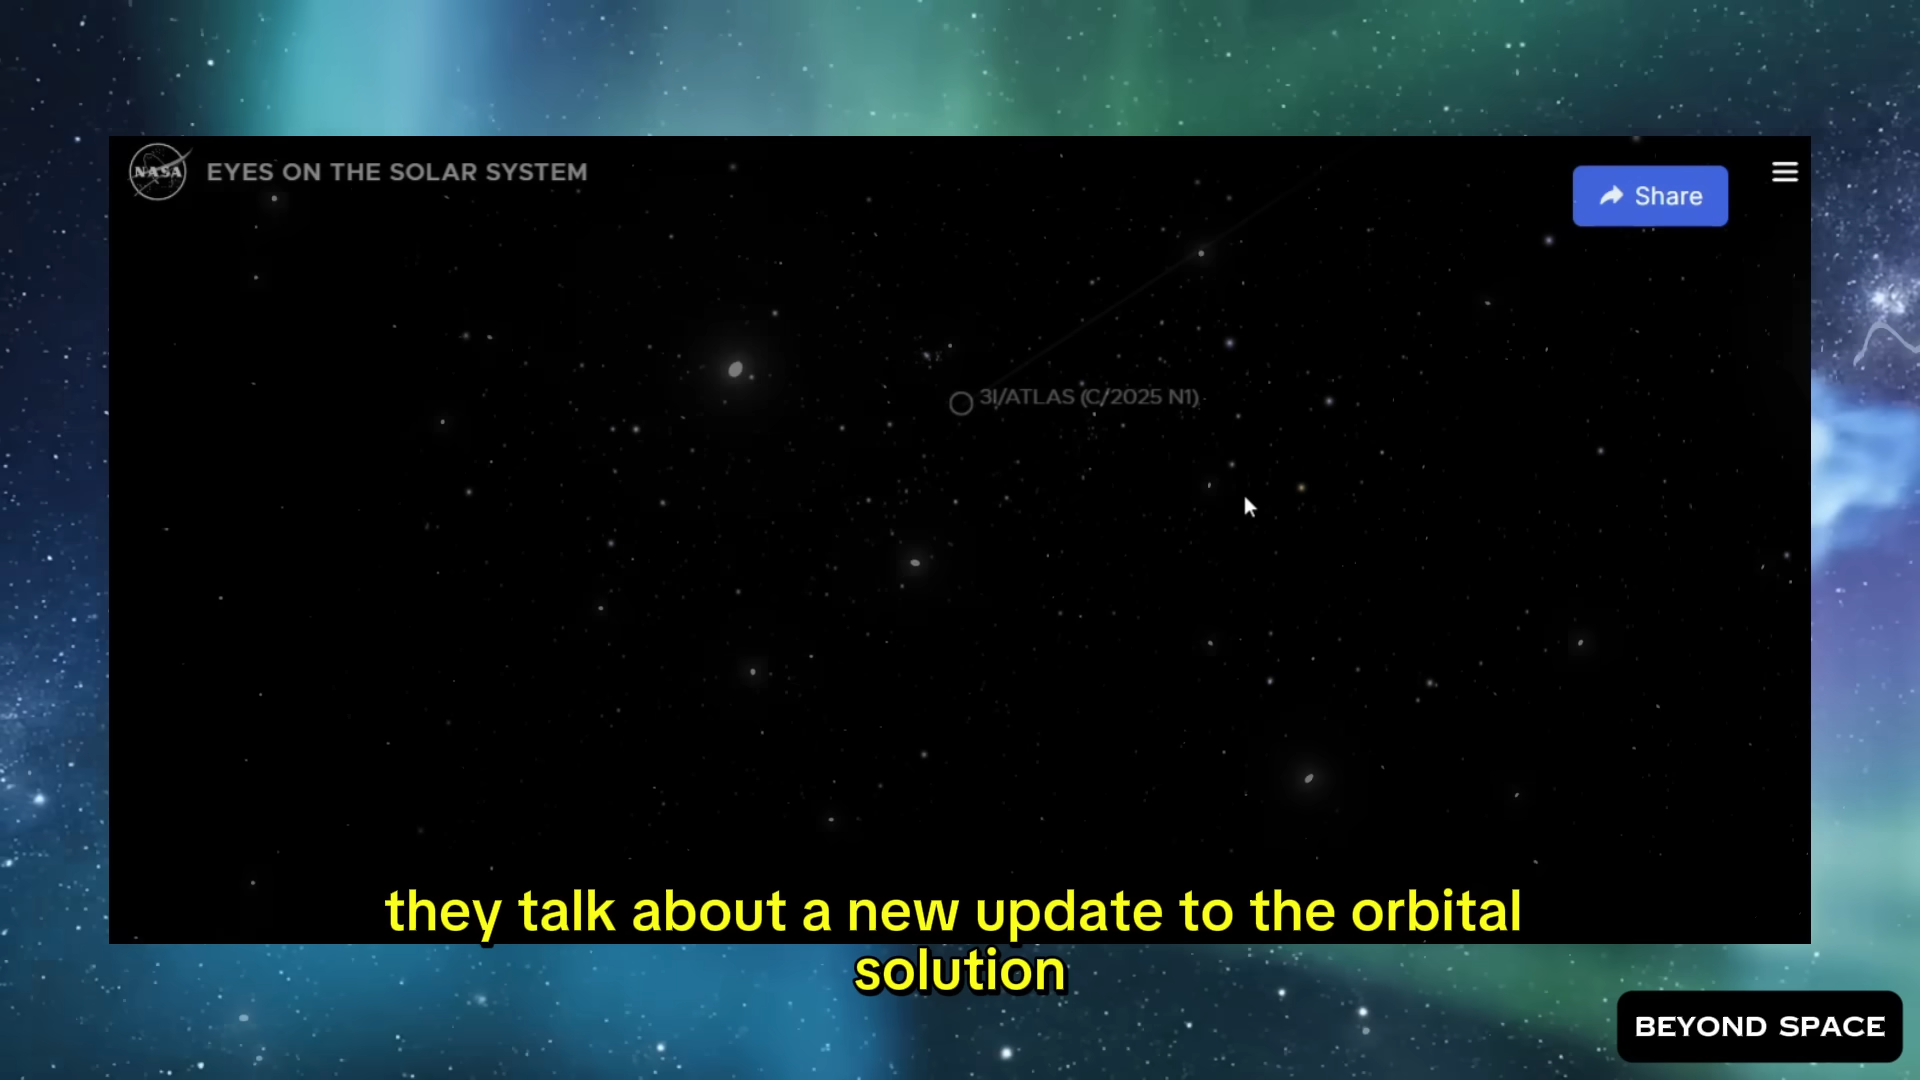 NASA
EYES ON THE SOLAR SYSTEM
Share
3I/ATLAS (C/2025 N1)
they talk about a new update to the orbital
solution
BEYOND SPACE